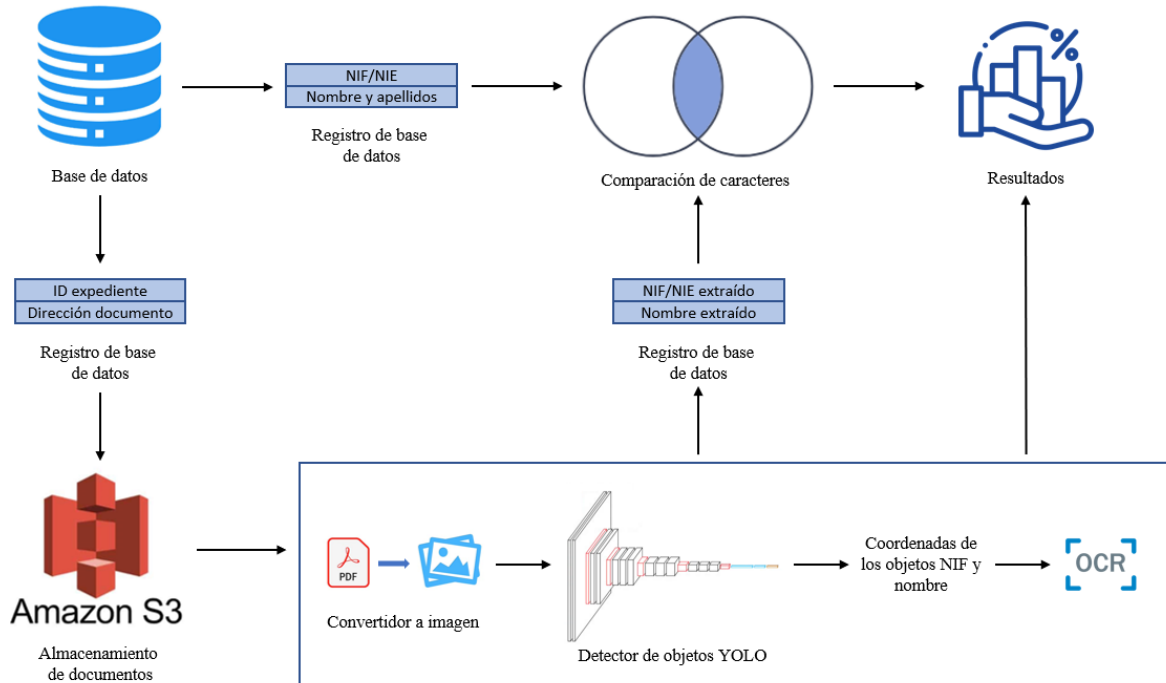 NIF/NIE
Nombre y apellidos
Registro de base
de datos
Base de datos
Comparación de caracteres
Resultados
ID expediente
Dirección documento
Registro de base
de datos
NIF/NIE extraído
Nombre extraído
Registro de base
de datos
Amazon S3
Almacenamiento
de documentos
PDF
Convertidor a imagen
Detector de objetos YOLO
Coordenadas de
los objetos NIF y
nombre
OCR